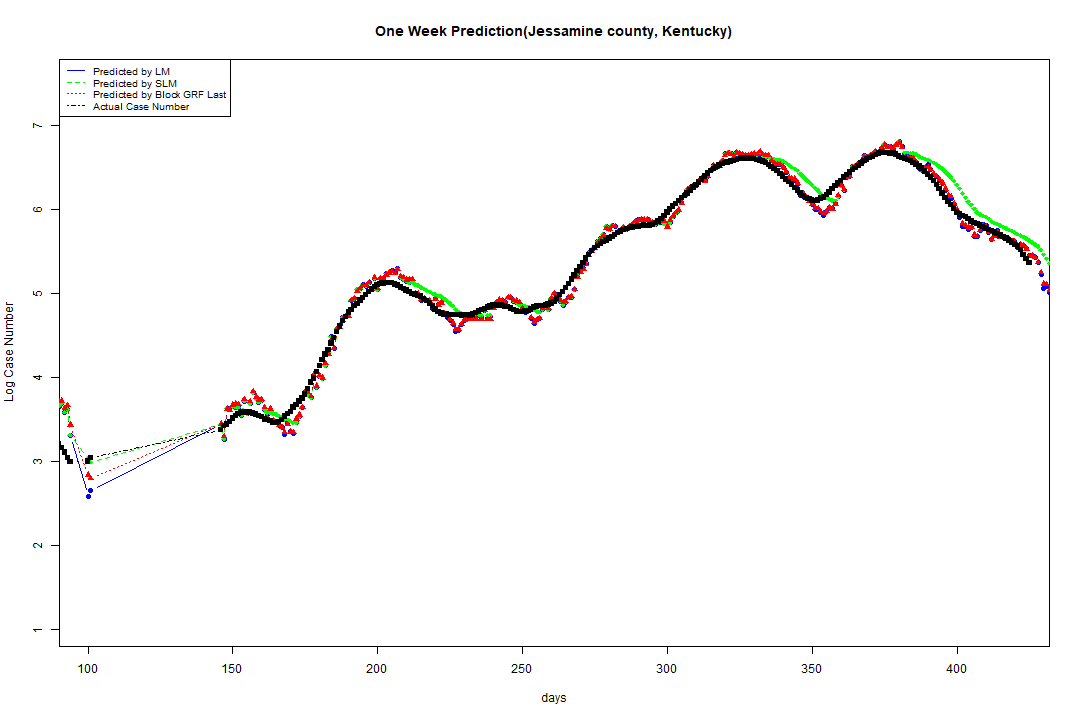 One Week Prediction(Jessamine county, Kentucky)
Predicted by LM
Predicted by SLM
Predicted by Block GRF Last
Actual Case Number
7
6
5
4
3
2
1
Log Case Number
100 150 200 250 300 350 400
days